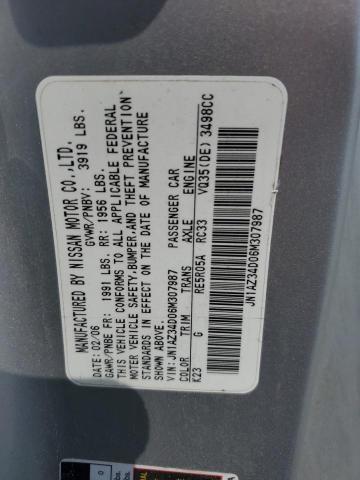 MANUFACTURED BY NISSAN MOTOR CO.,LTD.
02/06 GVWR/PNBV: 3919 LBS.
GAWR/PNBE FR: 1991 LBS. RR: 1956 LBS.
THIS VEHICLE CONFORMS TO ALL APPLICABLE FEDERAL
MOTOR VEHICLE SAFETY,BUMPER,AND THEFT PREVENTION
STANDARDS IN EFFECT ON THE DATE OF MANUFACTURE
SHOWN ABOVE.
VIN: JN1AZ34D06M307987 PASSENGER CAR
COLOR TRIM TRANS AXLE ENGINE
K23 G RE5R05A RC33 VQ35(DE) 3498CC
JN1AZ34D06M307987